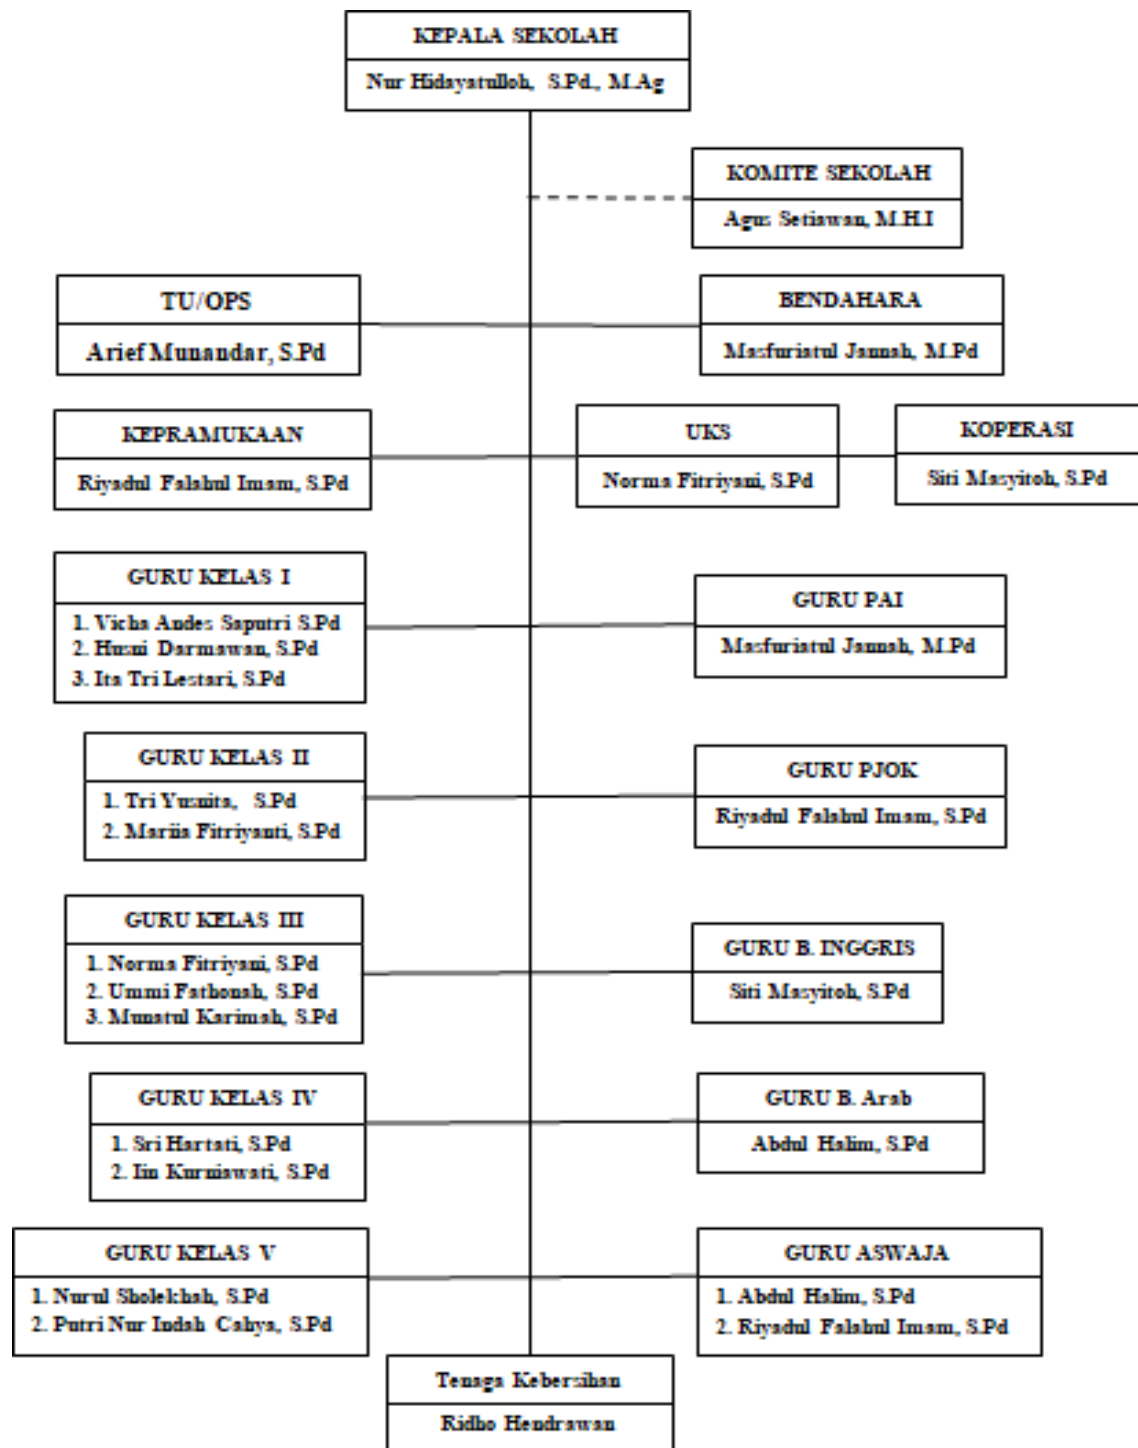 KEPALA SEKOLAH
Nur Hidayatulloh, S.Pd., M.Ag
KOMITE SEKOLAH
Agus Setiawan, M.H.I
TU/OPS
Arief Munandar, S.Pd
BENDAHARA
Masfuriatul Jannah, M.Pd
KEPRAMUKAAN
Riyadul Falahul Imam, S.Pd
UKS
Norma Fitriyani, S.Pd
KOPERASI
Siti Masyitoh, S.Pd
GURU KELAS I
1. Vicha Andes Saputri S.Pd
2. Husni Darmawan, S.Pd
3. Ita Tri Lestari, S.Pd
GURU PAI
Masfuriatul Jannah, M.Pd
GURU KELAS II
1. Tri Yusnita, S.Pd
2. Mariia Fitriyanti, S.Pd
GURU PJOK
Riyadul Falahul Imam, S.Pd
GURU KELAS III
1. Norma Fitriyani, S.Pd
2. Ummi Fathonah, S.Pd
3. Munatul Karimah, S.Pd
GURU B. INGGRIS
Siti Masyitoh, S.Pd
GURU KELAS IV
1. Sri Hartati, S.Pd
2. Iin Kurniawati, S.Pd
GURU B. Arab
Abdul Halim, S.Pd
GURU KELAS V
1. Nurul Sholekhah, S.Pd
2. Putri Nur Indah Cahya, S.Pd
GURU ASWAJA
1. Abdul Halim, S.Pd
2. Riyadul Falahul Imam, S.Pd
Tenaga Kebersihan
Ridho Hendrawan